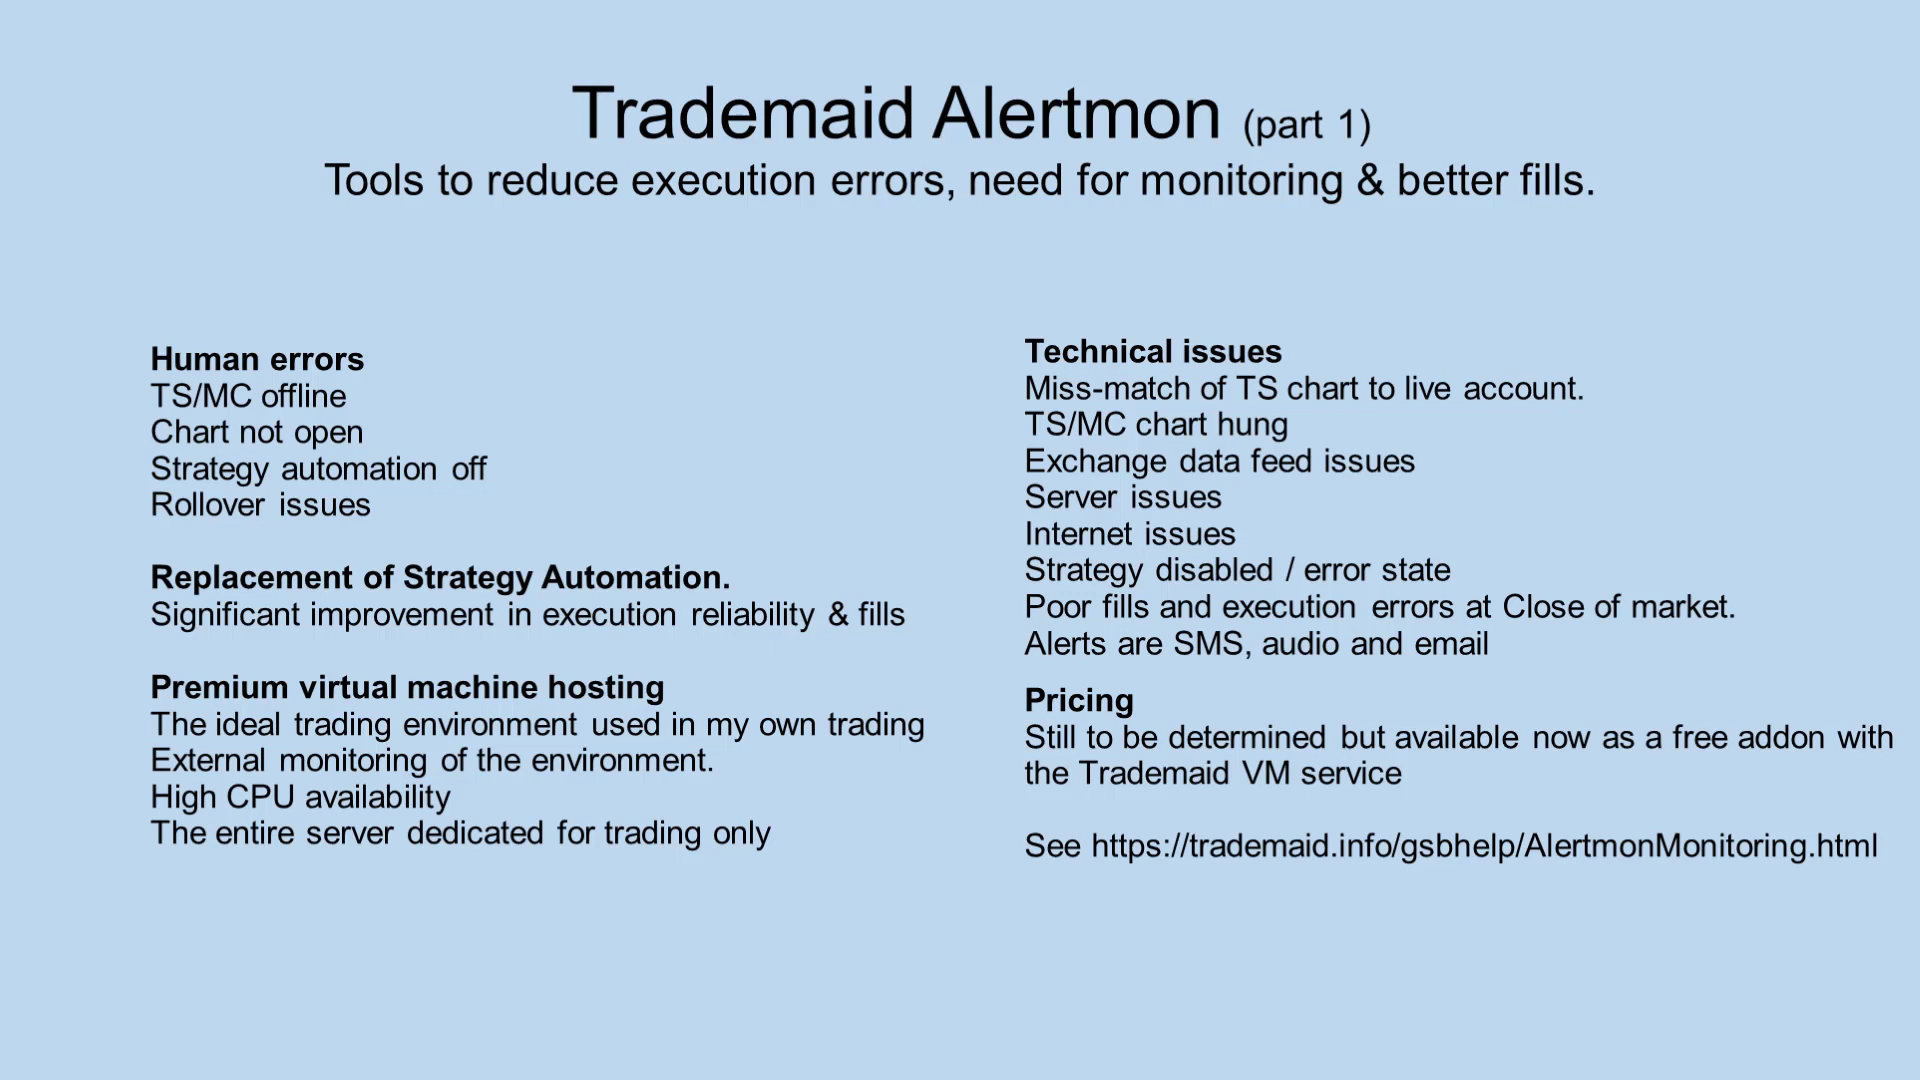 Trademaid Alertmon (part 1)
Tools to reduce execution errors, need for monitoring & better fills.
Human errors
TS/MC offline
Chart not open
Strategy automation off
Rollover issues
Replacement of Strategy Automation.
Significant improvement in execution reliability & fills
Premium virtual machine hosting
The ideal trading environment used in my own trading
External monitoring of the environment.
High CPU availability
The entire server dedicated for trading only
Technical issues
Miss-match of TS chart to live account.
TS/MC chart hung
Exchange data feed issues
Server issues
Internet issues
Strategy disabled / error state
Poor fills and execution errors at Close of market.
Alerts are SMS, audio and email
Pricing
Still to be determined but available now as a free addon with
the Trademaid VM service
See https://trademaid.info/gsbhelp/AlertmonMonitoring.html